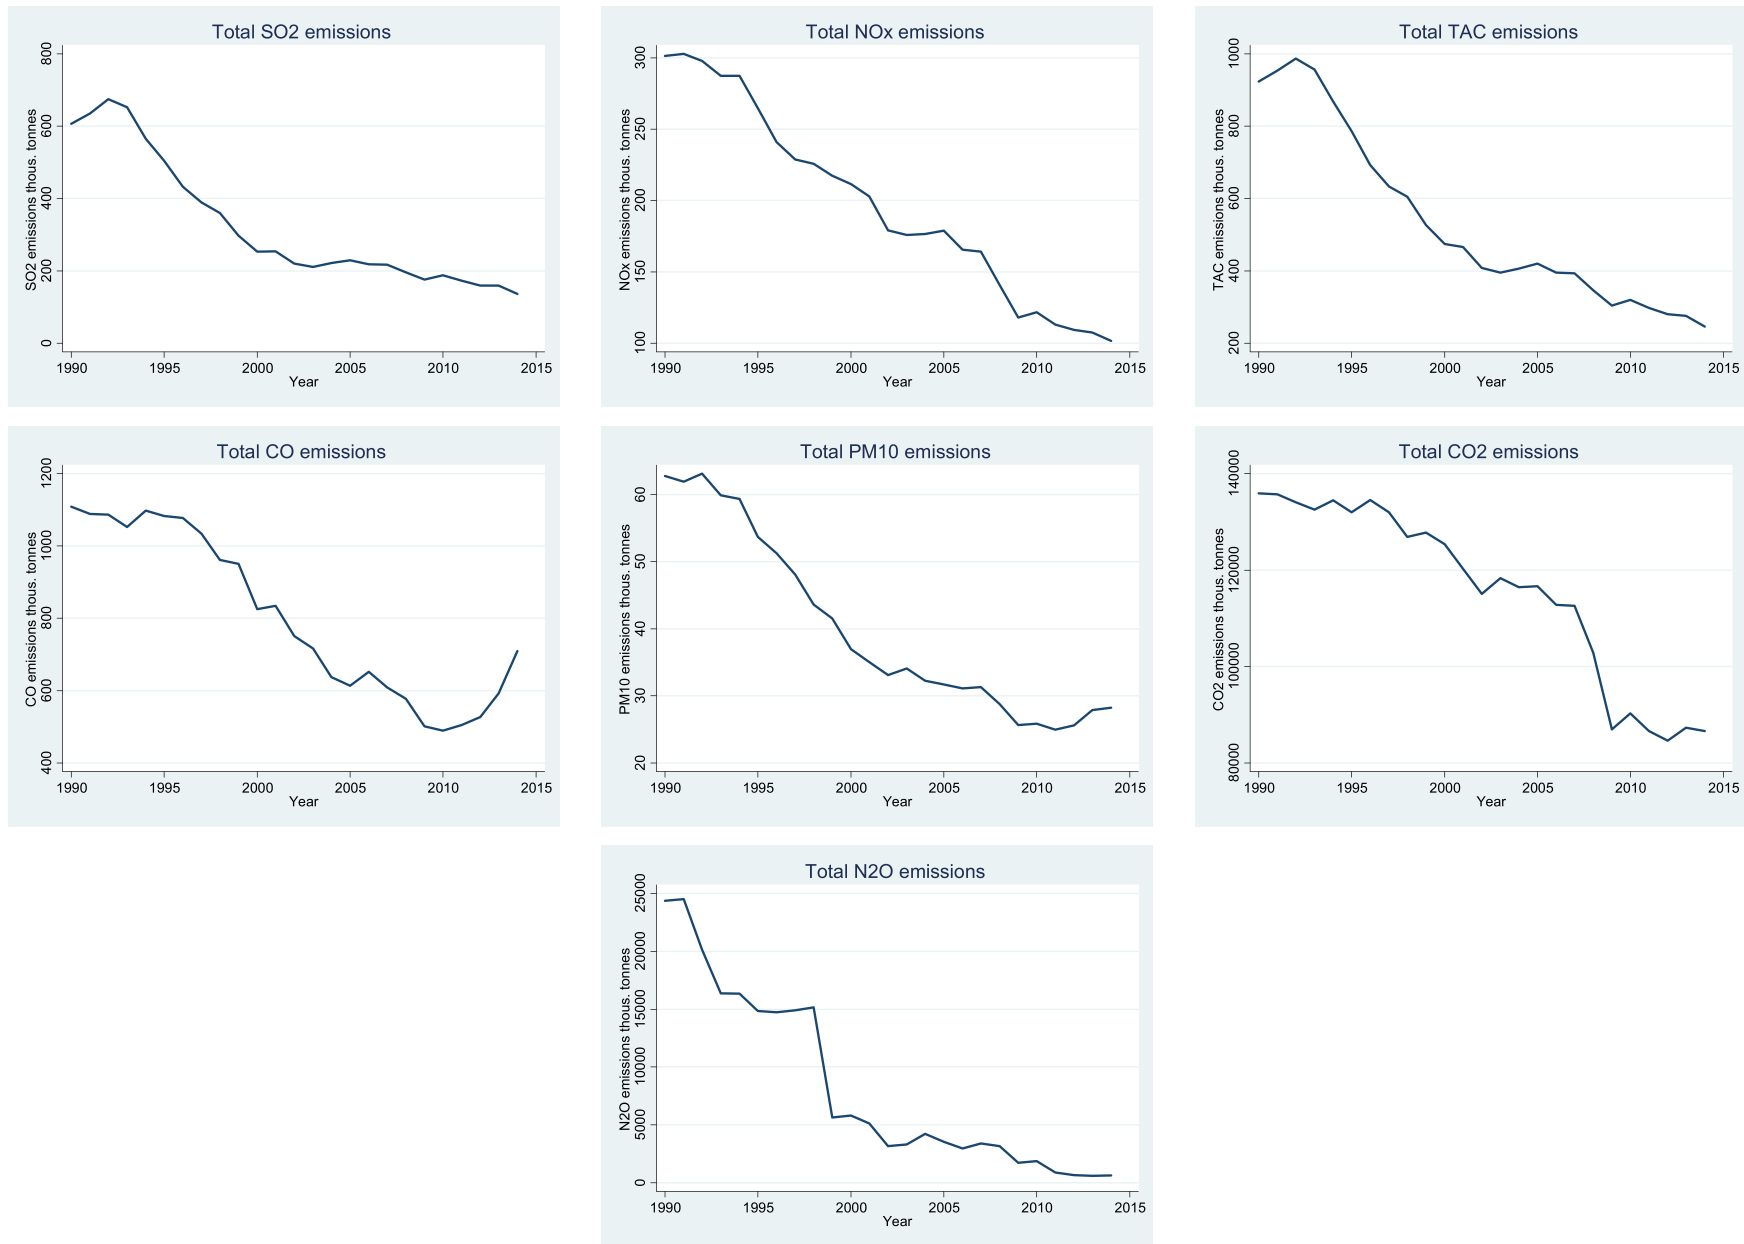 Total SO2 emissions
SO2 emissions thous. tonnes
800
600
400
200
0
1990 1995 2000 2005 2010 2015
Year
Total NOx emissions
NOx emissions thous. tonnes
300
250
200
150
100
1990 1995 2000 2005 2010 2015
Year
Total TAC emissions
TAC emissions thous. tonnes
1000
800
600
400
200
1990 1995 2000 2005 2010 2015
Year
Total CO emissions
CO emissions thous. tonnes
1200
1000
800
600
400
1990 1995 2000 2005 2010 2015
Year
Total PM10 emissions
PM10 emissions thous. tonnes
60
50
40
30
20
1990 1995 2000 2005 2010 2015
Year
Total CO2 emissions
CO2 emissions thous. tonnes
140000
120000
100000
80000
1990 1995 2000 2005 2010 2015
Year
Total N2O emissions
N2O emissions thous. tonnes
25000
20000
15000
10000
5000
0
1990 1995 2000 2005 2010 2015
Year